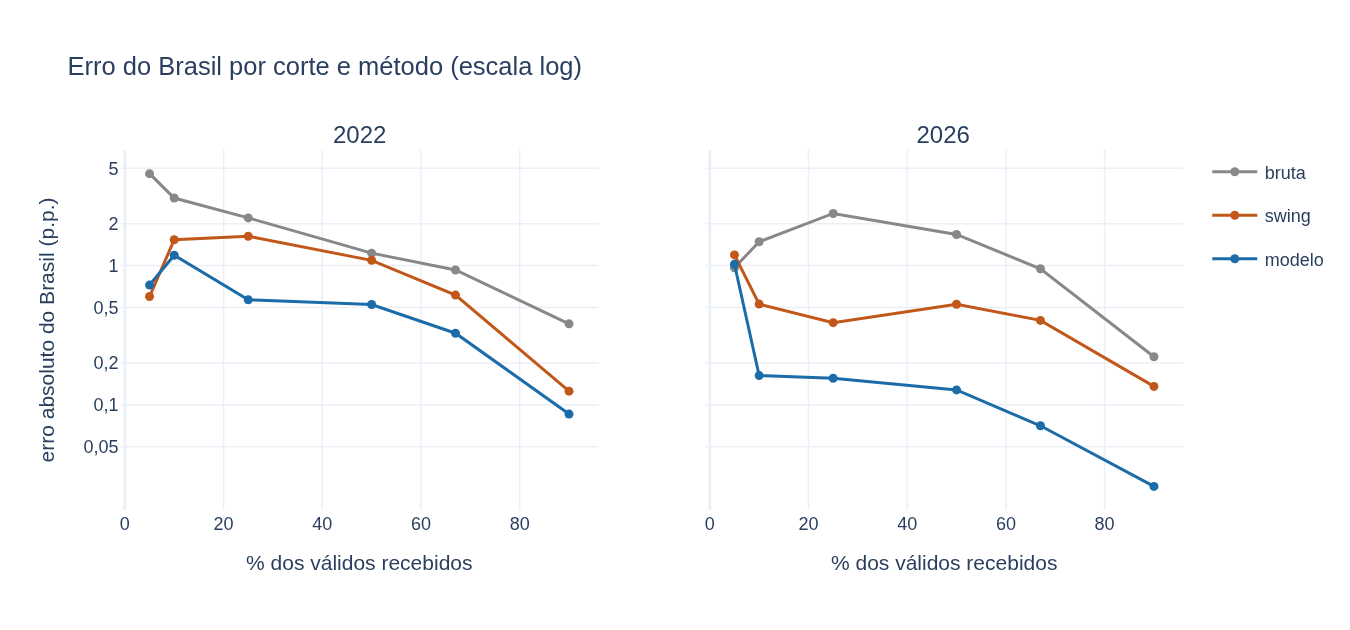 Erro do Brasil por corte e método (escala log)
2022
2026
erro absoluto do Brasil (p.p.)
5
2
1
0,5
0,2
0,1
0,05
0
20
40
60
80
0
20
40
60
80
% dos válidos recebidos
% dos válidos recebidos
bruta
swing
modelo